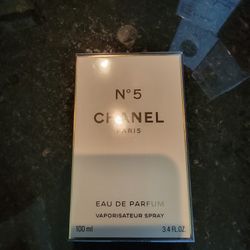 N°5
CHANEL
PARIS
EAU DE PARFUM
VAPORISATEUR SPRAY
100 ml 3.4 FL.OZ.